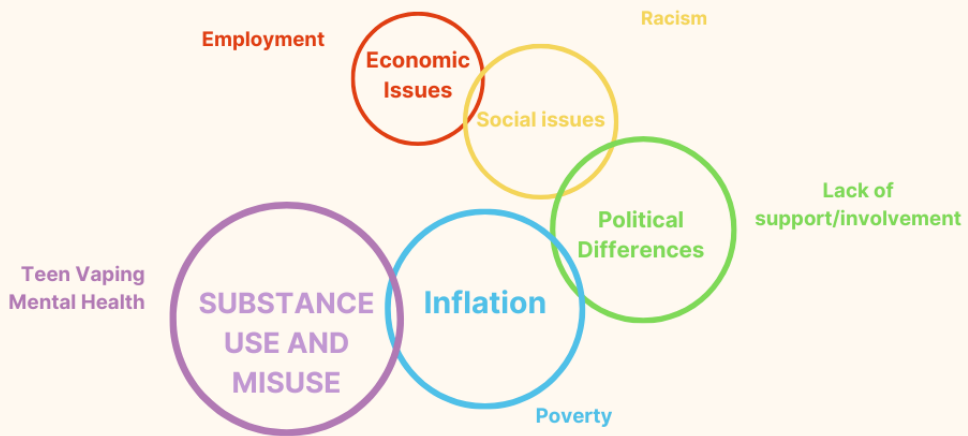 Racism
Employment
Economic
Issues
Social issues
Lack of
support/involvement
Political
Differences
Teen Vaping
Mental Health
SUBSTANCE
USE AND
MISUSE
Inflation
Poverty